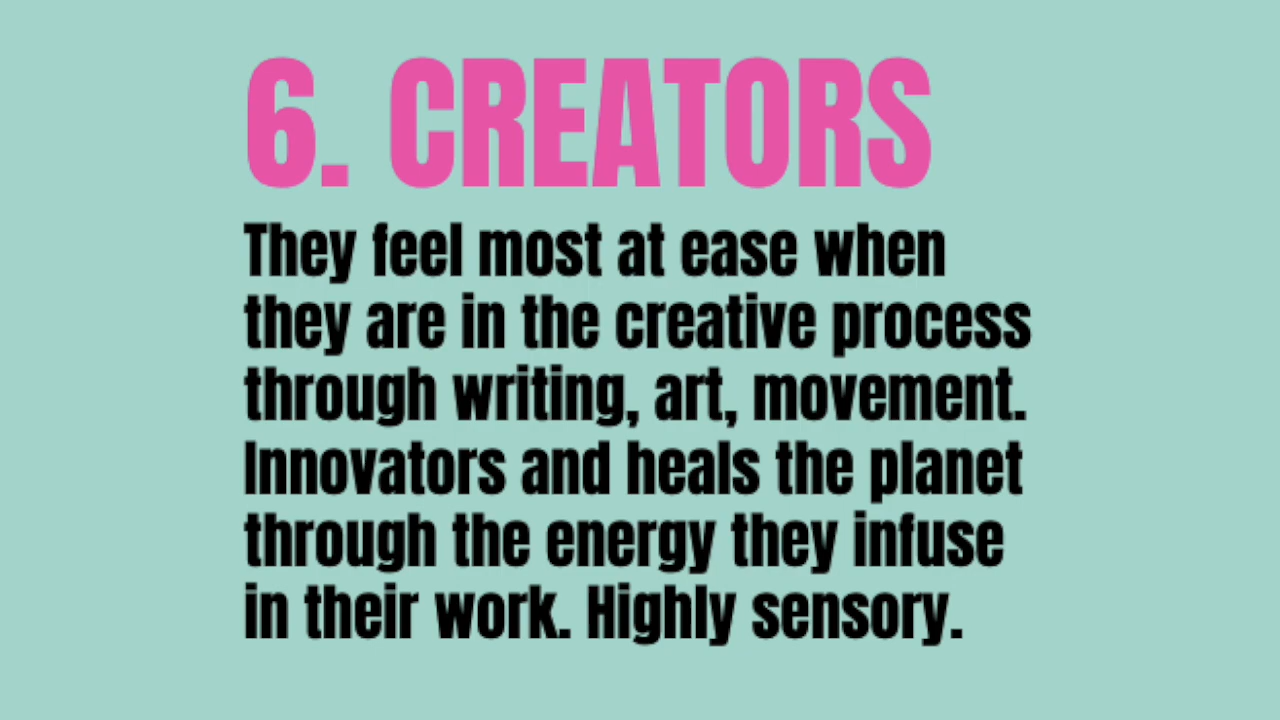 6. CREATORS
They feel most at ease when
they are in the creative process
through writing, art, movement.
Innovators and heals the planet
through the energy they infuse
in their work. Highly sensory.